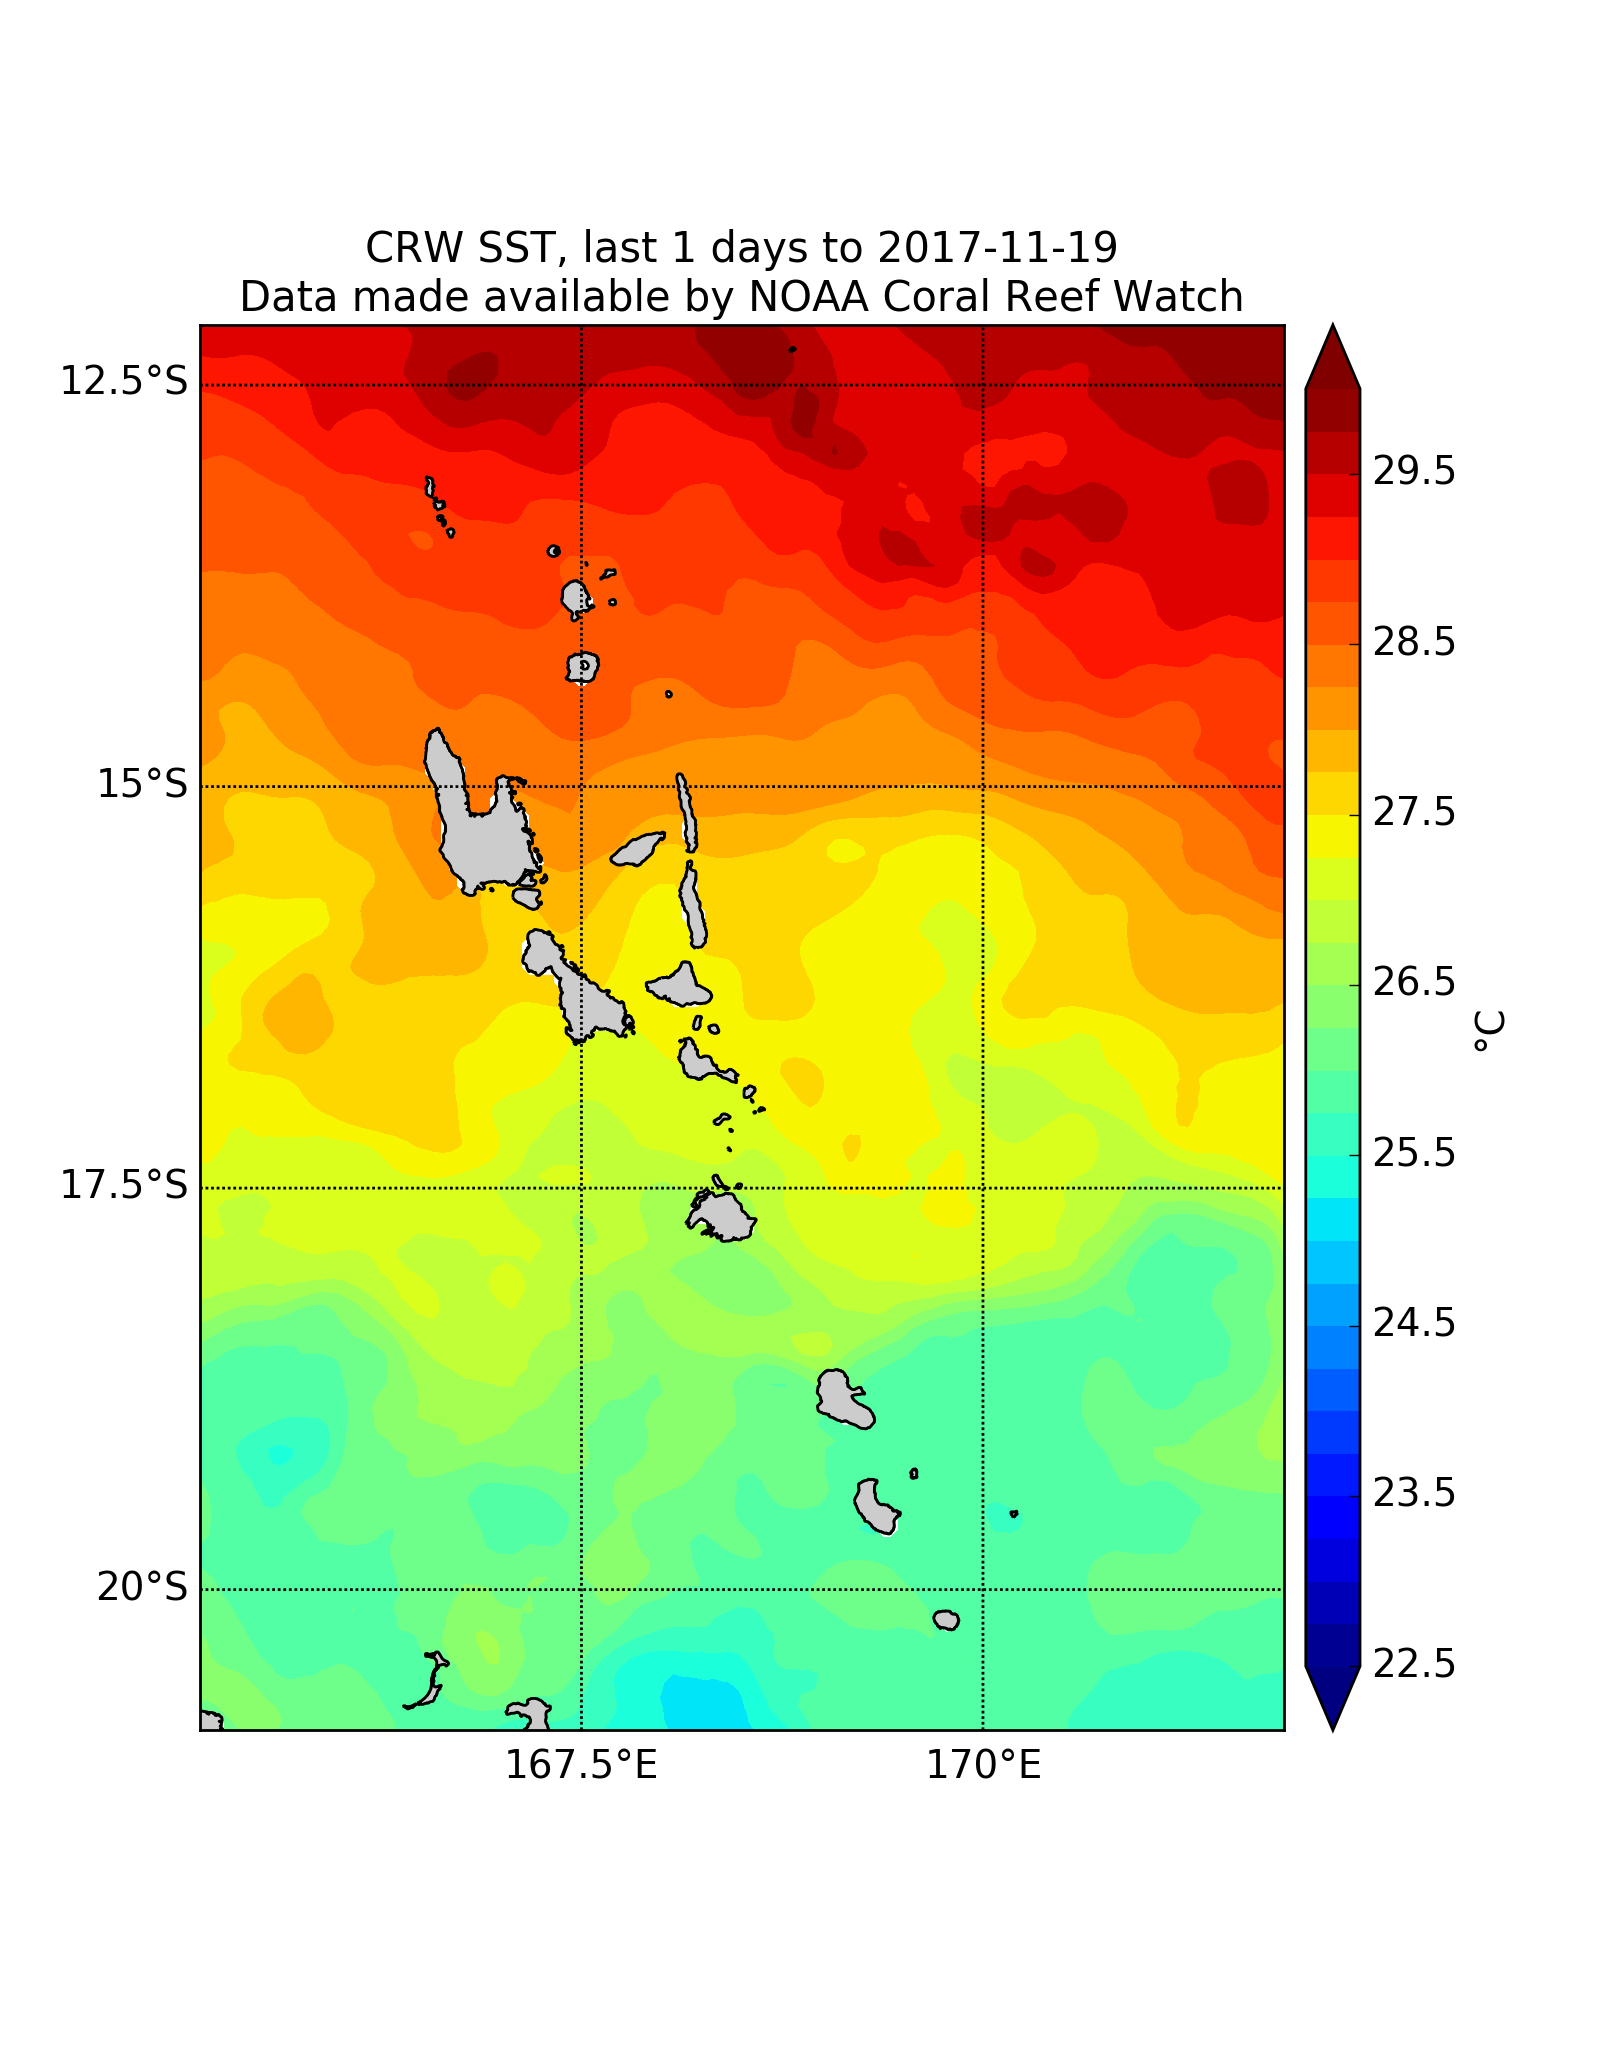 CRW SST, last 1 days to 2017-11-19
Data made available by NOAA Coral Reef Watch
12.5°S
15°S
17.5°S
20°S
167.5°E
170°E
29.5
28.5
27.5
26.5
25.5
24.5
23.5
22.5
°C